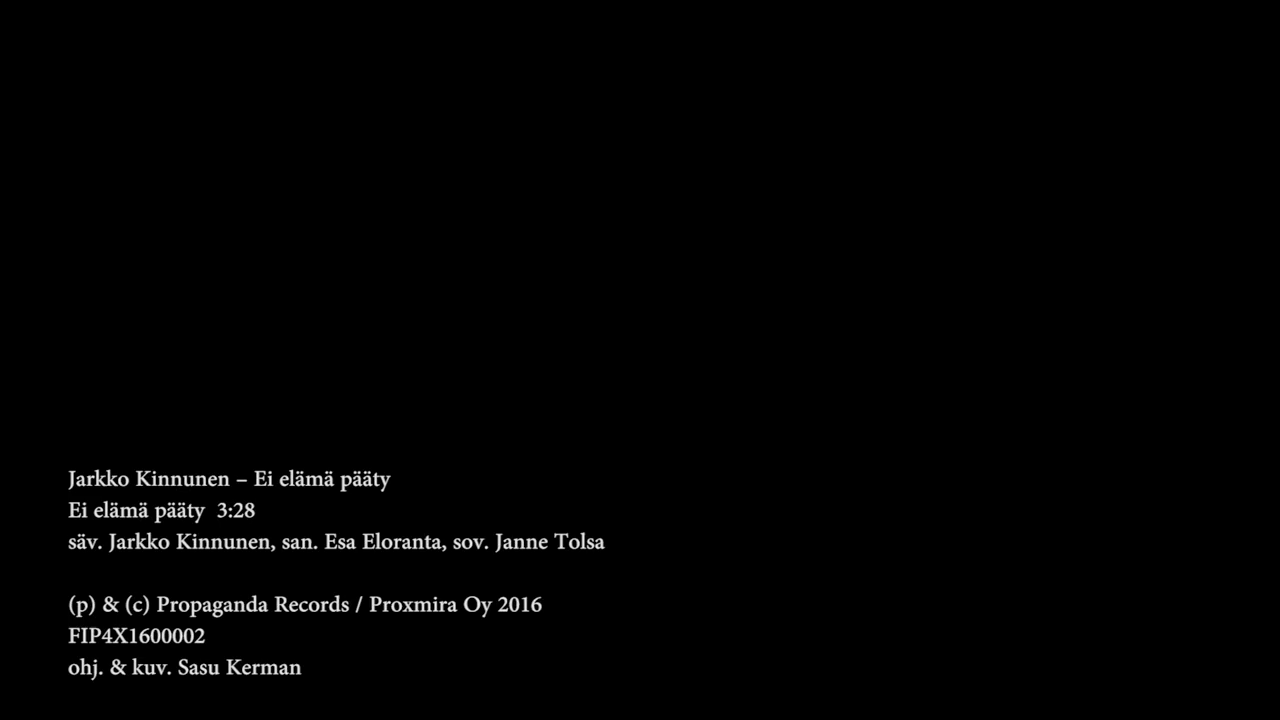 Jarkko Kinnunen – Ei elämä pääty
Ei elämä pääty 3:28
säv. Jarkko Kinnunen, san. Esa Eloranta, sov. Janne Tolsa
(p) & (c) Propaganda Records / Proxmira Oy 2016
FIP4X1600002
ohj. & kuv. Sasu Kerman